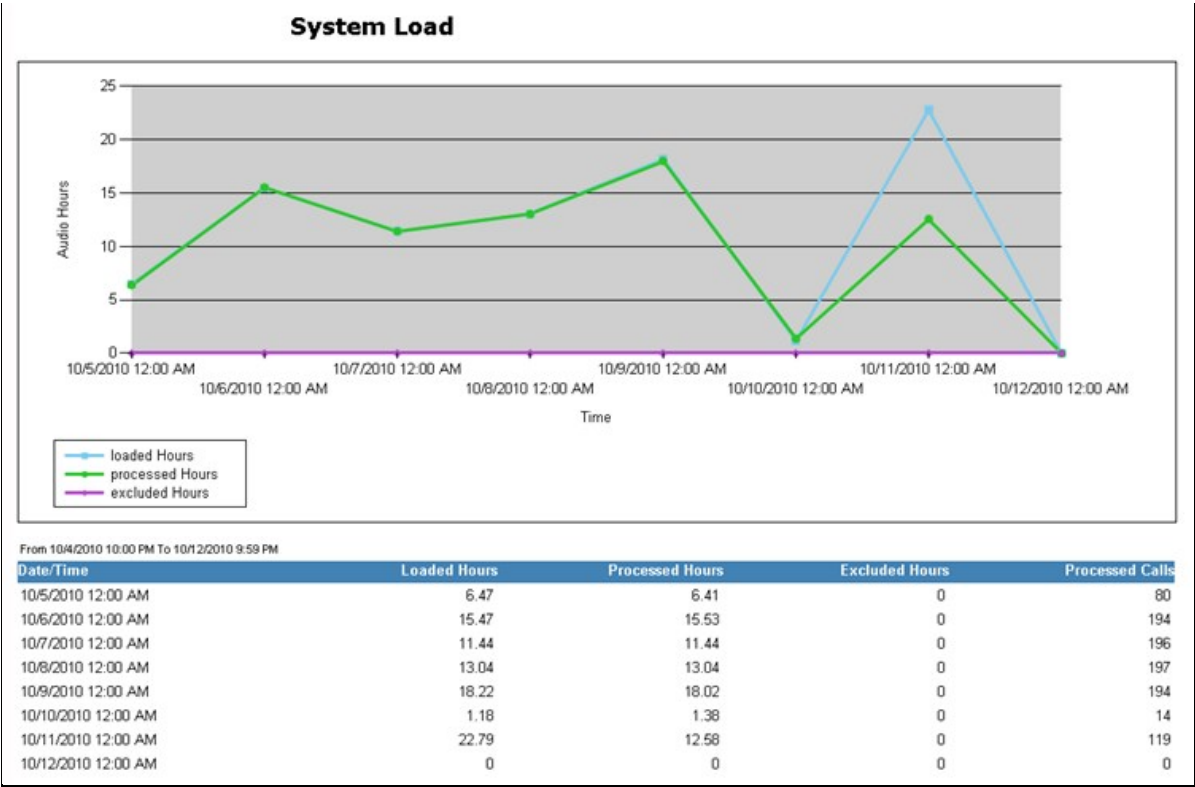 System Load
25
20
15
10
5
0
Audio Hours
10/5/2010 12:00 AM 10/7/2010 12:00 AM 10/9/2010 12:00 AM 10/11/2010 12:00 AM
10/6/2010 12:00 AM 10/8/2010 12:00 AM 10/10/2010 12:00 AM 10/12/2010 12:00 AM
Time
loaded Hours
processed Hours
excluded Hours
From 10/4/2010 10:00 PM To 10/12/2010 9:59 PM
Date/Time Loaded Hours Processed Hours Excluded Hours Processed Calls
10/5/2010 12:00 AM 6.47 6.41 0 80
10/6/2010 12:00 AM 15.47 15.53 0 194
10/7/2010 12:00 AM 11.44 11.44 0 196
10/8/2010 12:00 AM 13.04 13.04 0 197
10/9/2010 12:00 AM 18.22 18.02 0 194
10/10/2010 12:00 AM 1.18 1.38 0 14
10/11/2010 12:00 AM 22.79 12.58 0 119
10/12/2010 12:00 AM 0 0 0 0